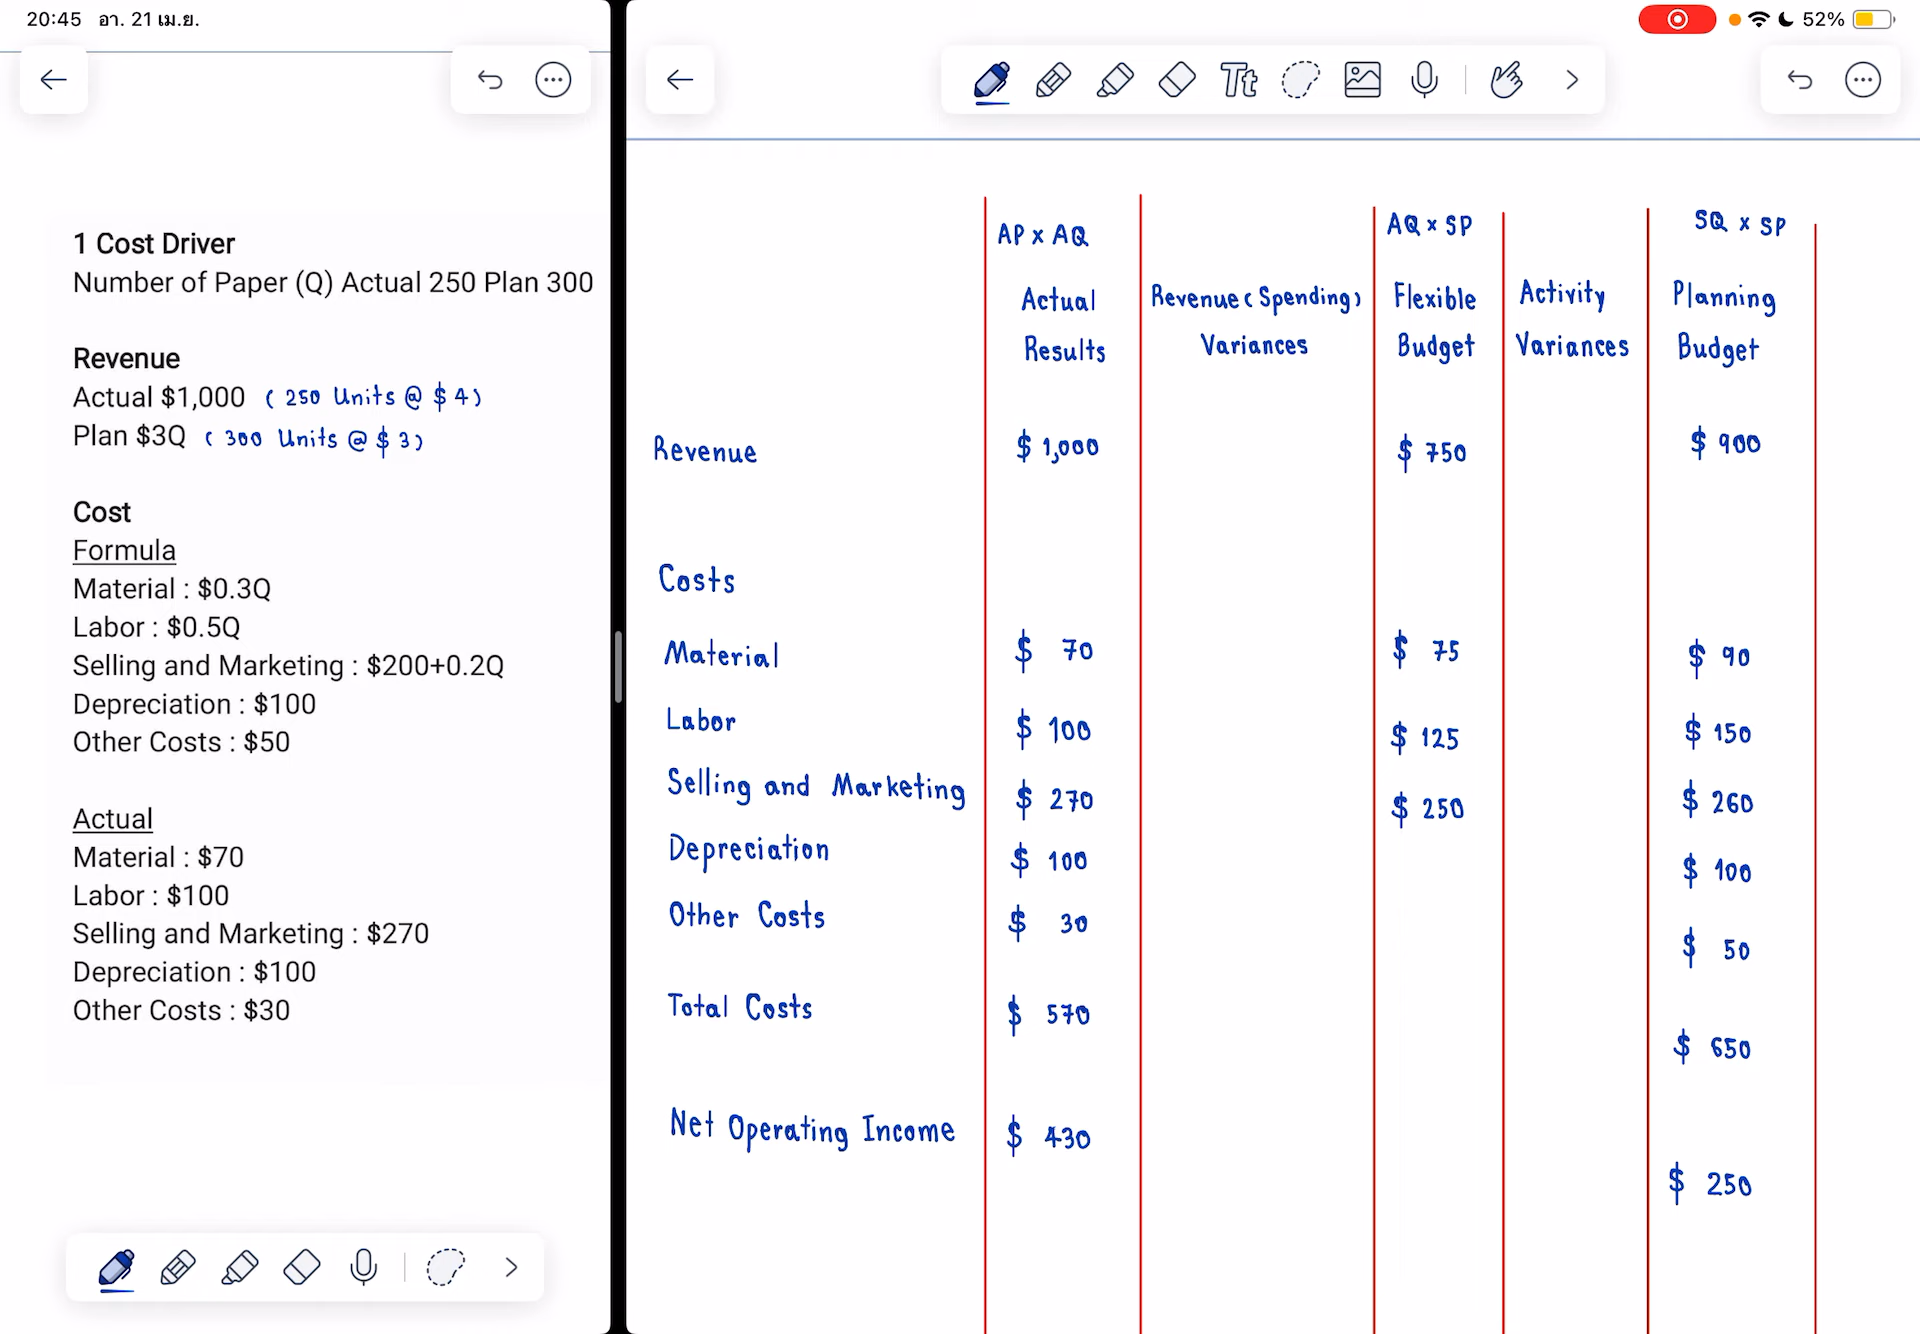 20:45 อา. 21 เม.ย.
52%
1 Cost Driver
Number of Paper (Q) Actual 250 Plan 300
Revenue
Actual $1,000 ( 250 Units @ $ 4 )
Plan $3Q ( 300 Units @ $ 3 )
Cost
Formula
Material : $0.3Q
Labor : $0.5Q
Selling and Marketing : $200+0.2Q
Depreciation : $100
Other Costs : $50
Actual
Material : $70
Labor : $100
Selling and Marketing : $270
Depreciation : $100
Other Costs : $30
Tt
AP x AQ AQ x SP SQ x SP
Actual Revenue ( Spending ) Flexible Activity Planning
Results Variances Budget Variances Budget
Revenue $ 1,000 $ 750 $ 900
Costs
Material $ 70 $ 75 $ 90
Labor $ 100 $ 125 $ 150
Selling and Marketing $ 270 $ 250 $ 260
Depreciation $ 100 $ 100
Other Costs $ 30 $ 50
Total Costs $ 570 $ 650
Net Operating Income $ 430 $ 250